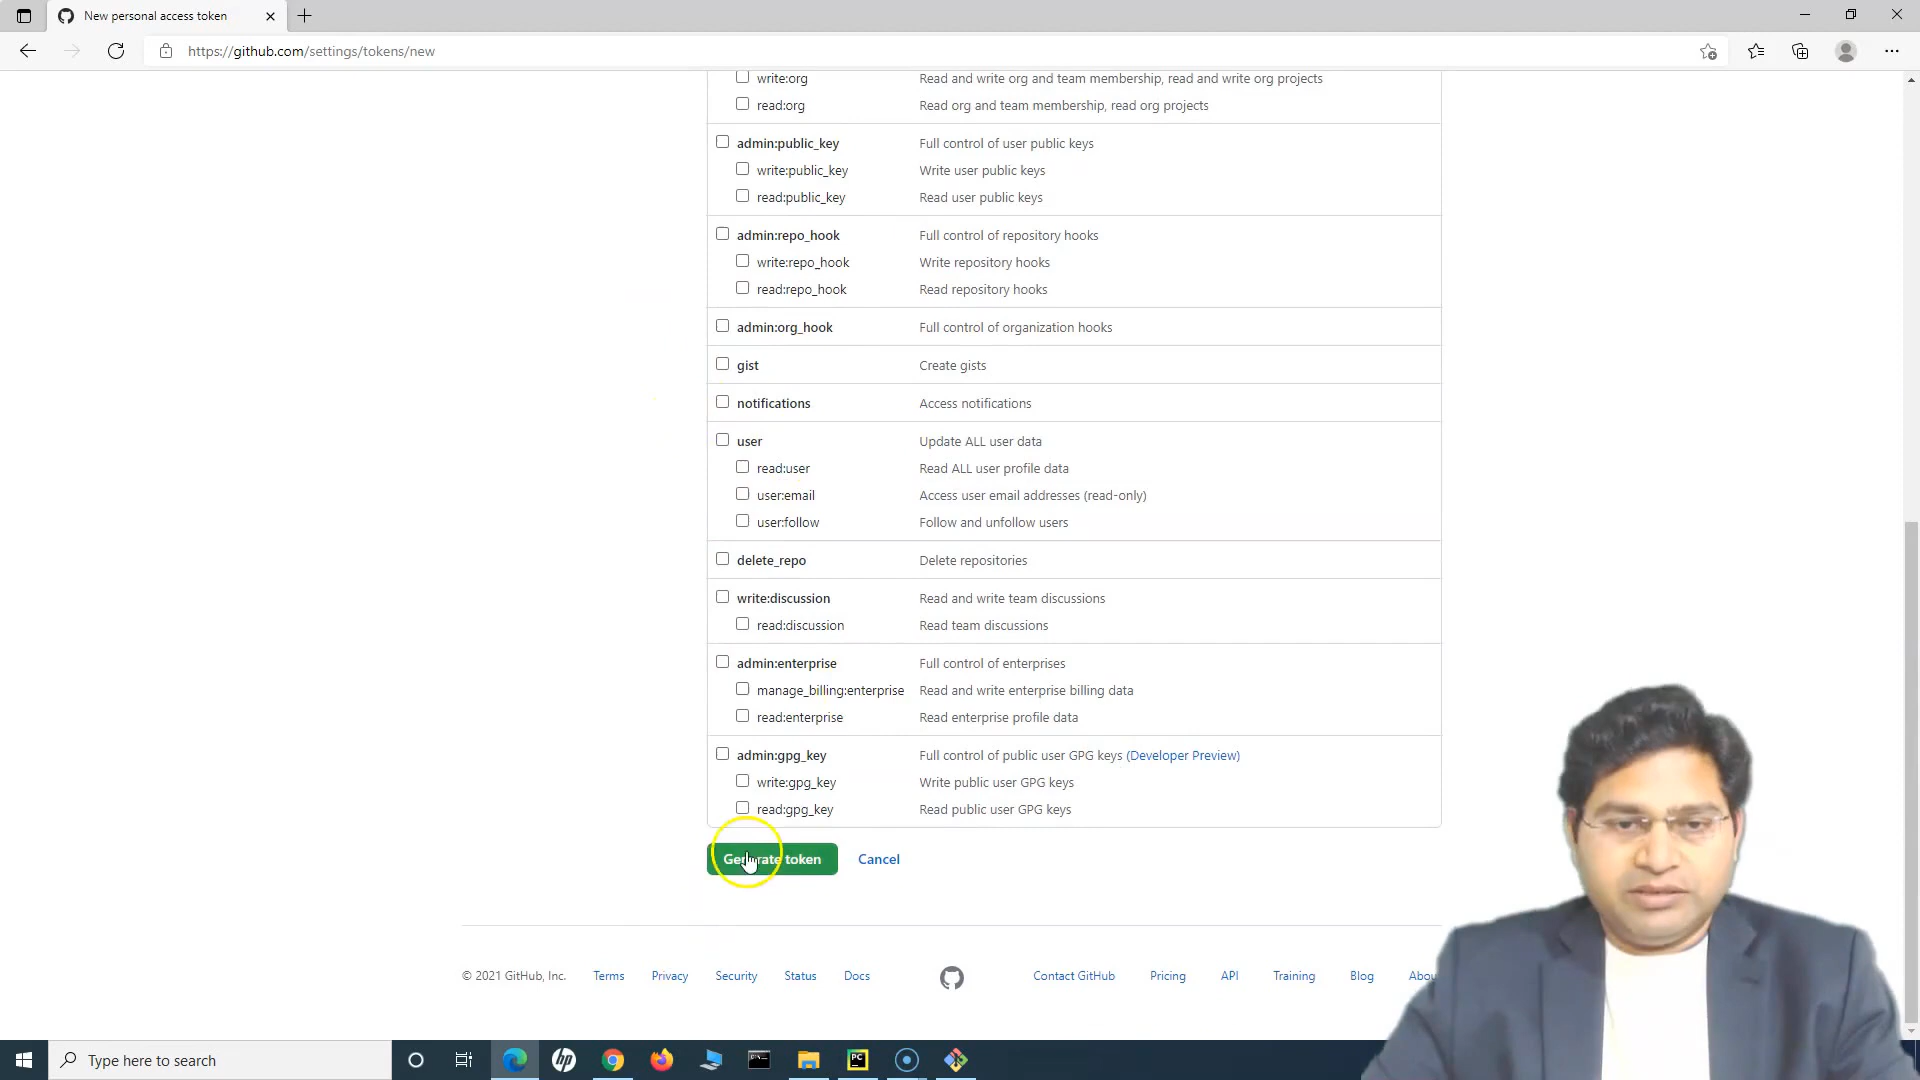 New personal access token
https://github.com/settings/tokens/new
write:org Read and write org and team membership, read and write org projects
read:org Read org and team membership, read org projects
admin:public_key Full control of user public keys
write:public_key Write user public keys
read:public_key Read user public keys
admin:repo_hook Full control of repository hooks
write:repo_hook Write repository hooks
read:repo_hook Read repository hooks
admin:org_hook Full control of organization hooks
gist Create gists
notifications Access notifications
user Update ALL user data
read:user Read ALL user profile data
user:email Access user email addresses (read-only)
user:follow Follow and unfollow users
delete_repo Delete repositories
write:discussion Read and write team discussions
read:discussion Read team discussions
admin:enterprise Full control of enterprises
manage_billing:enterprise Read and write enterprise billing data
read:enterprise Read enterprise profile data
admin:gpg_key Full control of public user GPG keys (Developer Preview)
write:gpg_key Write public user GPG keys
read:gpg_key Read public user GPG keys
Generate token Cancel
© 2021 GitHub, Inc. Terms Privacy Security Status Docs Contact GitHub Pricing API Training Blog Abou
Type here to search hp PC